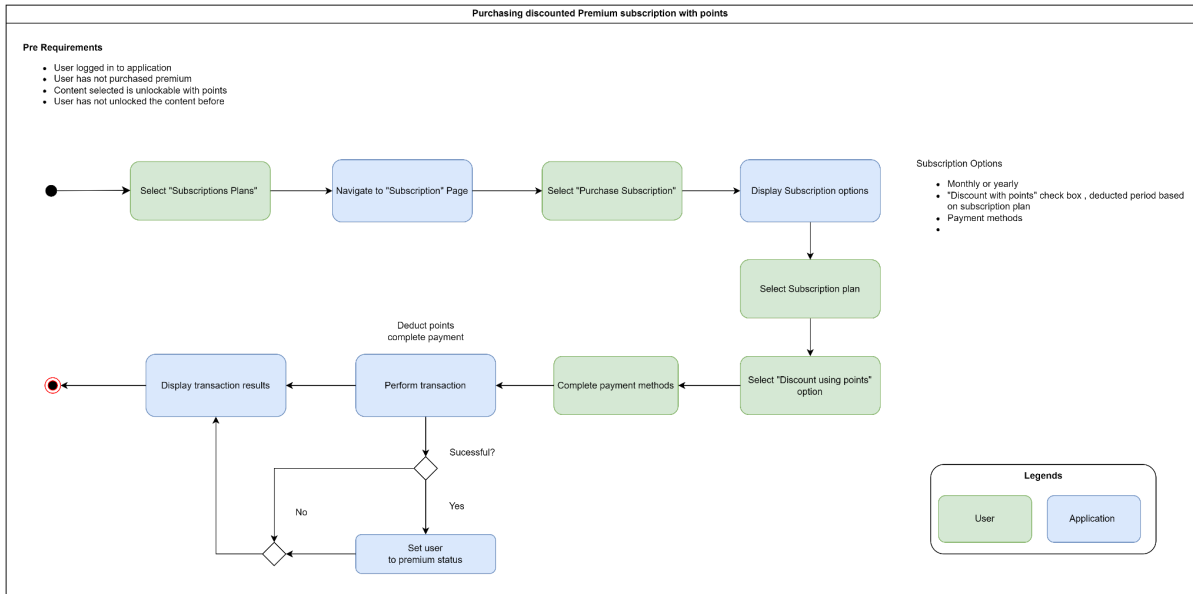 Purchasing discounted Premium subscription with points
Pre Requirements
User logged in to application
User has not purchased premium
Content selected is unlockable with points
User has not unlocked the content before
Select "Subscriptions Plans"
Navigate to "Subscription" Page
Select "Purchase Subscription"
Display Subscription options
Subscription Options
Monthly or yearly
"Discount with points" check box , deducted period based
on subscription plan
Payment methods
Select Subscription plan
Deduct points
complete payment
Display transaction results
Perform transaction
Complete payment methods
Select "Discount using points"
option
Sucessful?
No
Yes
Set user
to premium status
Legends
User
Application